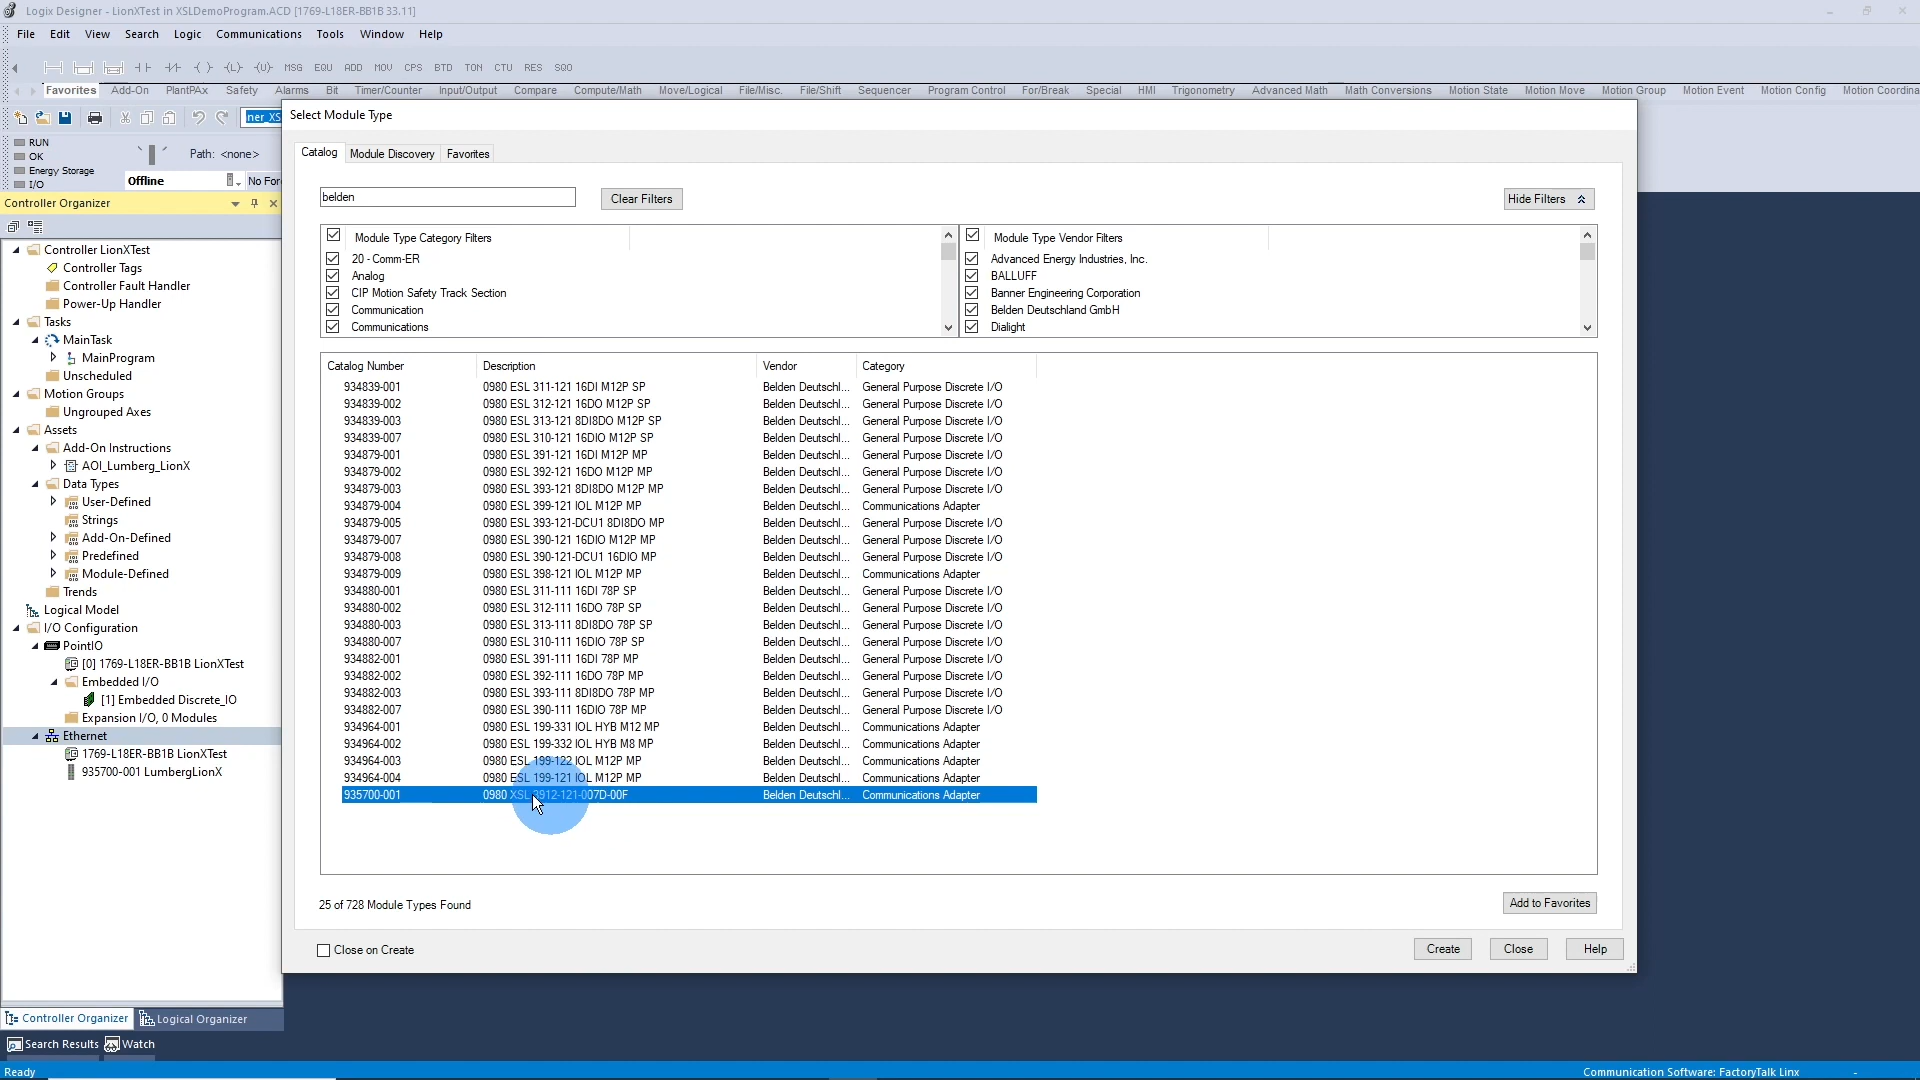 Logix Designer - LionXTest in XSLDemoProgram.ACD [1769-L18ER-BB1B 33.11]
File Edit View Search Logic Communications Tools Window Help
(L) (U) MSG EQU ADD MOV CPS BTD TON CTU RES SQO
Favorites Add-On PlantPAx Safety Alarms Bit Timer/Counter Input/Output Compare Compute/Math Move/Logical File/Misc. File/Shift Sequencer Program Control For/Break Special HMI Trigonometry Advanced Math Math Conversions Motion State Motion Move Motion Group Motion Event Motion Config Motion Coordina
ner_XS
RUN
OK
Energy Storage
I/O
Path: <none>
Offline
No For
Controller Organizer
Controller LionXTest
Controller Tags
Controller Fault Handler
Power-Up Handler
Tasks
MainTask
MainProgram
Unscheduled
Motion Groups
Ungrouped Axes
Assets
Add-On Instructions
AOI_Lumberg_LionX
Data Types
User-Defined
Strings
Add-On-Defined
Predefined
Module-Defined
Trends
Logical Model
I/O Configuration
PointIO
[0] 1769-L18ER-BB1B LionXTest
Embedded I/O
[1] Embedded Discrete_IO
Expansion I/O, 0 Modules
Ethernet
1769-L18ER-BB1B LionXTest
935700-001 LumbergLionX
Controller Organizer Logical Organizer
Search Results Watch
Ready
Communication Software: FactoryTalk Linx
Select Module Type
Catalog Module Discovery Favorites
belden
Clear Filters
Hide Filters
Module Type Category Filters
20 - Comm-ER
Analog
CIP Motion Safety Track Section
Communication
Communications
Module Type Vendor Filters
Advanced Energy Industries, Inc.
BALLUFF
Banner Engineering Corporation
Belden Deutschland GmbH
Dialight
Catalog Number Description Vendor Category
934839-001 0980 ESL 311-121 16DI M12P SP Belden Deutschl... General Purpose Discrete I/O
934839-002 0980 ESL 312-121 16DO M12P SP Belden Deutschl... General Purpose Discrete I/O
934839-003 0980 ESL 313-121 8DI8DO M12P SP Belden Deutschl... General Purpose Discrete I/O
934839-007 0980 ESL 310-121 16DIO M12P SP Belden Deutschl... General Purpose Discrete I/O
934879-001 0980 ESL 391-121 16DI M12P MP Belden Deutschl... General Purpose Discrete I/O
934879-002 0980 ESL 392-121 16DO M12P MP Belden Deutschl... General Purpose Discrete I/O
934879-003 0980 ESL 393-121 8DI8DO M12P MP Belden Deutschl... General Purpose Discrete I/O
934879-004 0980 ESL 399-121 IOL M12P MP Belden Deutschl... Communications Adapter
934879-005 0980 ESL 393-121-DCU1 8DI8DO MP Belden Deutschl... General Purpose Discrete I/O
934879-007 0980 ESL 390-121 16DIO M12P MP Belden Deutschl... General Purpose Discrete I/O
934879-008 0980 ESL 390-121-DCU1 16DIO MP Belden Deutschl... General Purpose Discrete I/O
934879-009 0980 ESL 398-121 IOL M12P MP Belden Deutschl... Communications Adapter
934880-001 0980 ESL 311-111 16DI 78P SP Belden Deutschl... General Purpose Discrete I/O
934880-002 0980 ESL 312-111 16DO 78P SP Belden Deutschl... General Purpose Discrete I/O
934880-003 0980 ESL 313-111 8DI8DO 78P SP Belden Deutschl... General Purpose Discrete I/O
934880-007 0980 ESL 310-111 16DIO 78P SP Belden Deutschl... General Purpose Discrete I/O
934882-001 0980 ESL 391-111 16DI 78P MP Belden Deutschl... General Purpose Discrete I/O
934882-002 0980 ESL 392-111 16DO 78P MP Belden Deutschl... General Purpose Discrete I/O
934882-003 0980 ESL 393-111 8DI8DO 78P MP Belden Deutschl... General Purpose Discrete I/O
934882-007 0980 ESL 390-111 16DIO 78P MP Belden Deutschl... General Purpose Discrete I/O
934964-001 0980 ESL 199-331 IOL HYB M12 MP Belden Deutschl... Communications Adapter
934964-002 0980 ESL 199-332 IOL HYB M8 MP Belden Deutschl... Communications Adapter
934964-003 0980 ESL 199-122 IOL M12P MP Belden Deutschl... Communications Adapter
934964-004 0980 ESL 199-121 IOL M12P MP Belden Deutschl... Communications Adapter
935700-001 0980 XSL 3912-121-007D-00F Belden Deutschl... Communications Adapter
25 of 728 Module Types Found
Add to Favorites
Close on Create
Create Close Help